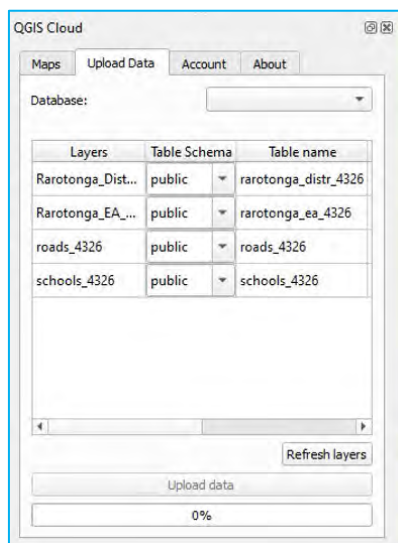 QGIS Cloud
Maps Upload Data Account About
Database:
Layers Table Schema Table name
Rarotonga_Dist... public rarotonga_distr_4326
Rarotonga_EA_... public rarotonga_ea_4326
roads_4326 public roads_4326
schools_4326 public schools_4326
Refresh layers
Upload data
0%